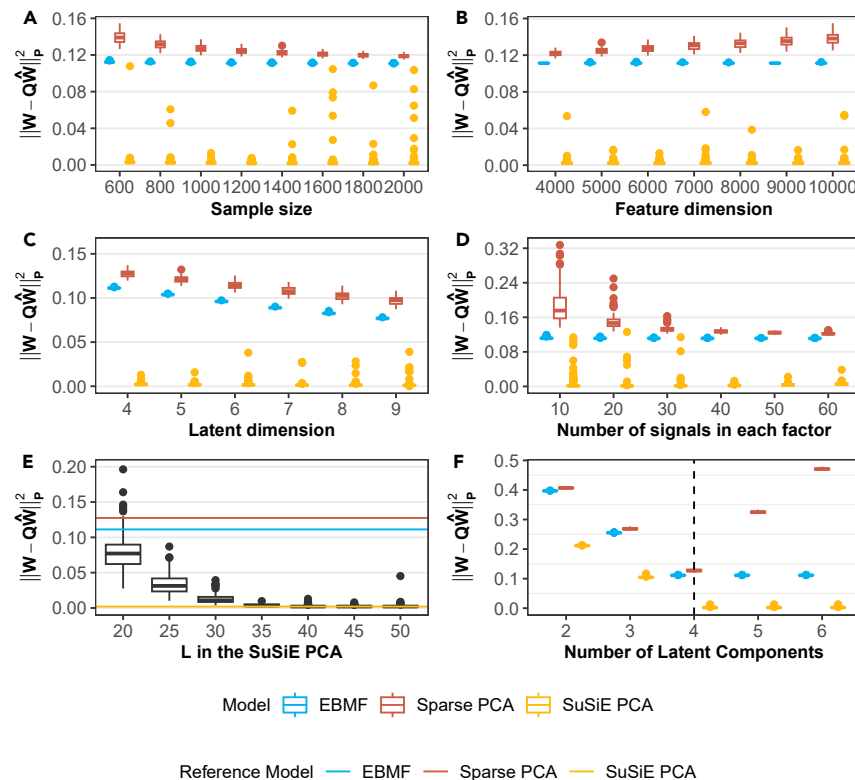 A
||W − QŴ||²_P
0.16
0.12
0.08
0.04
0.00
600 800 1000 1200 1400 1600 1800 2000
Sample size
B
||W − QŴ||²_P
0.16
0.12
0.08
0.04
0.00
4000 5000 6000 7000 8000 9000 10000
Feature dimension
C
||W − QŴ||²_P
0.15
0.10
0.05
0.00
4 5 6 7 8 9
Latent dimension
D
||W − QŴ||²_P
0.32
0.24
0.16
0.08
0.00
10 20 30 40 50 60
Number of signals in each factor
E
||W − QŴ||²_P
0.20
0.15
0.10
0.05
0.00
20 25 30 35 40 45 50
L in the SuSiE PCA
F
||W − QŴ||²_P
0.5
0.4
0.3
0.2
0.1
0.0
2 3 4 5 6
Number of Latent Components
Model EBMF Sparse PCA SuSiE PCA
Reference Model EBMF Sparse PCA SuSiE PCA